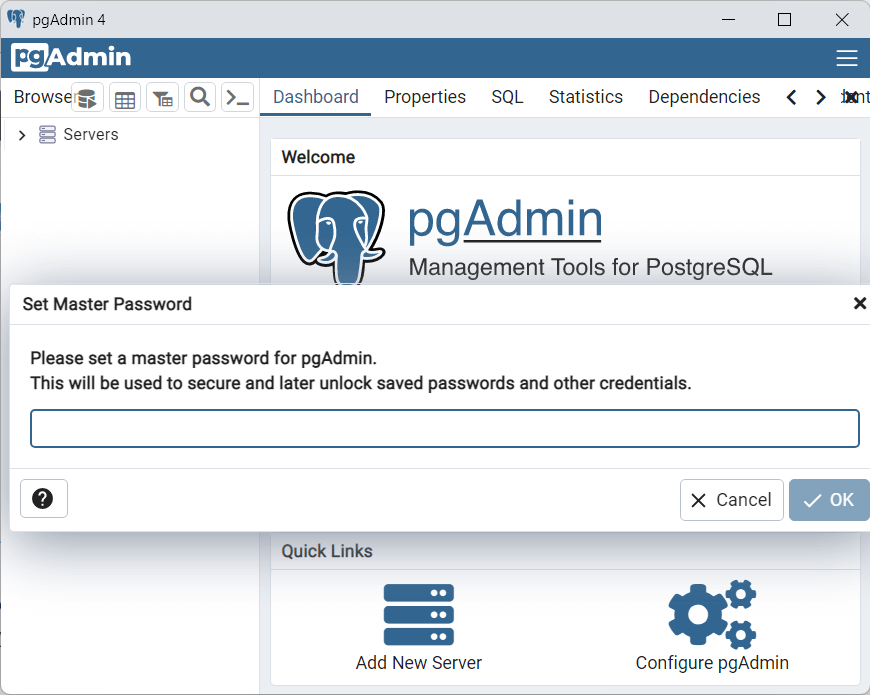 pgAdmin 4
pgAdmin
Browser
Dashboard Properties SQL Statistics Dependencies
Servers
Welcome
pgAdmin
Management Tools for PostgreSQL
Set Master Password
Please set a master password for pgAdmin.
This will be used to secure and later unlock saved passwords and other credentials.
Cancel OK
Quick Links
Add New Server Configure pgAdmin